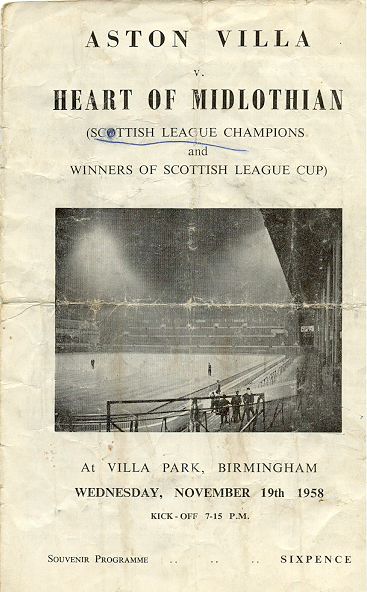 ASTON VILLA
v.
HEART OF MIDLOTHIAN
(SCOTTISH LEAGUE CHAMPIONS
and
WINNERS OF SCOTTISH LEAGUE CUP)
At VILLA PARK, BIRMINGHAM
WEDNESDAY, NOVEMBER 19th 1958
KICK-OFF 7-15 P.M.
SOUVENIR PROGRAMME .. .. .. SIXPENCE